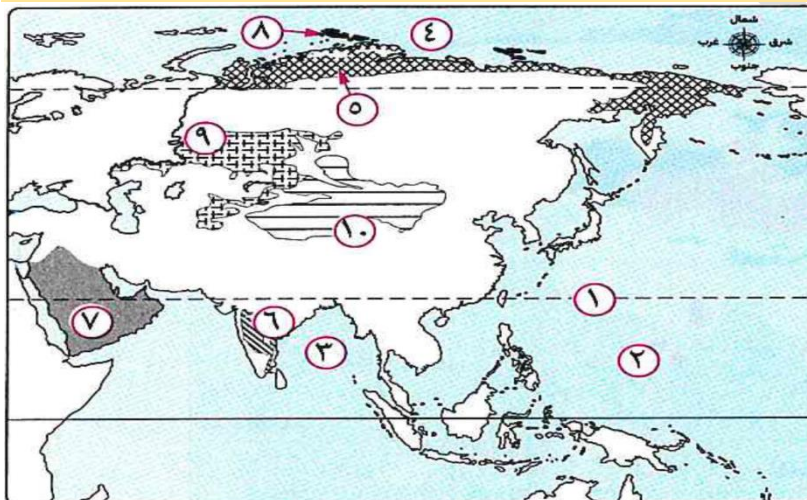 شمال
شرق غرب
جنوب
٤ ٨
٥
٩
١٠
١
٦ ٧
٣
٢